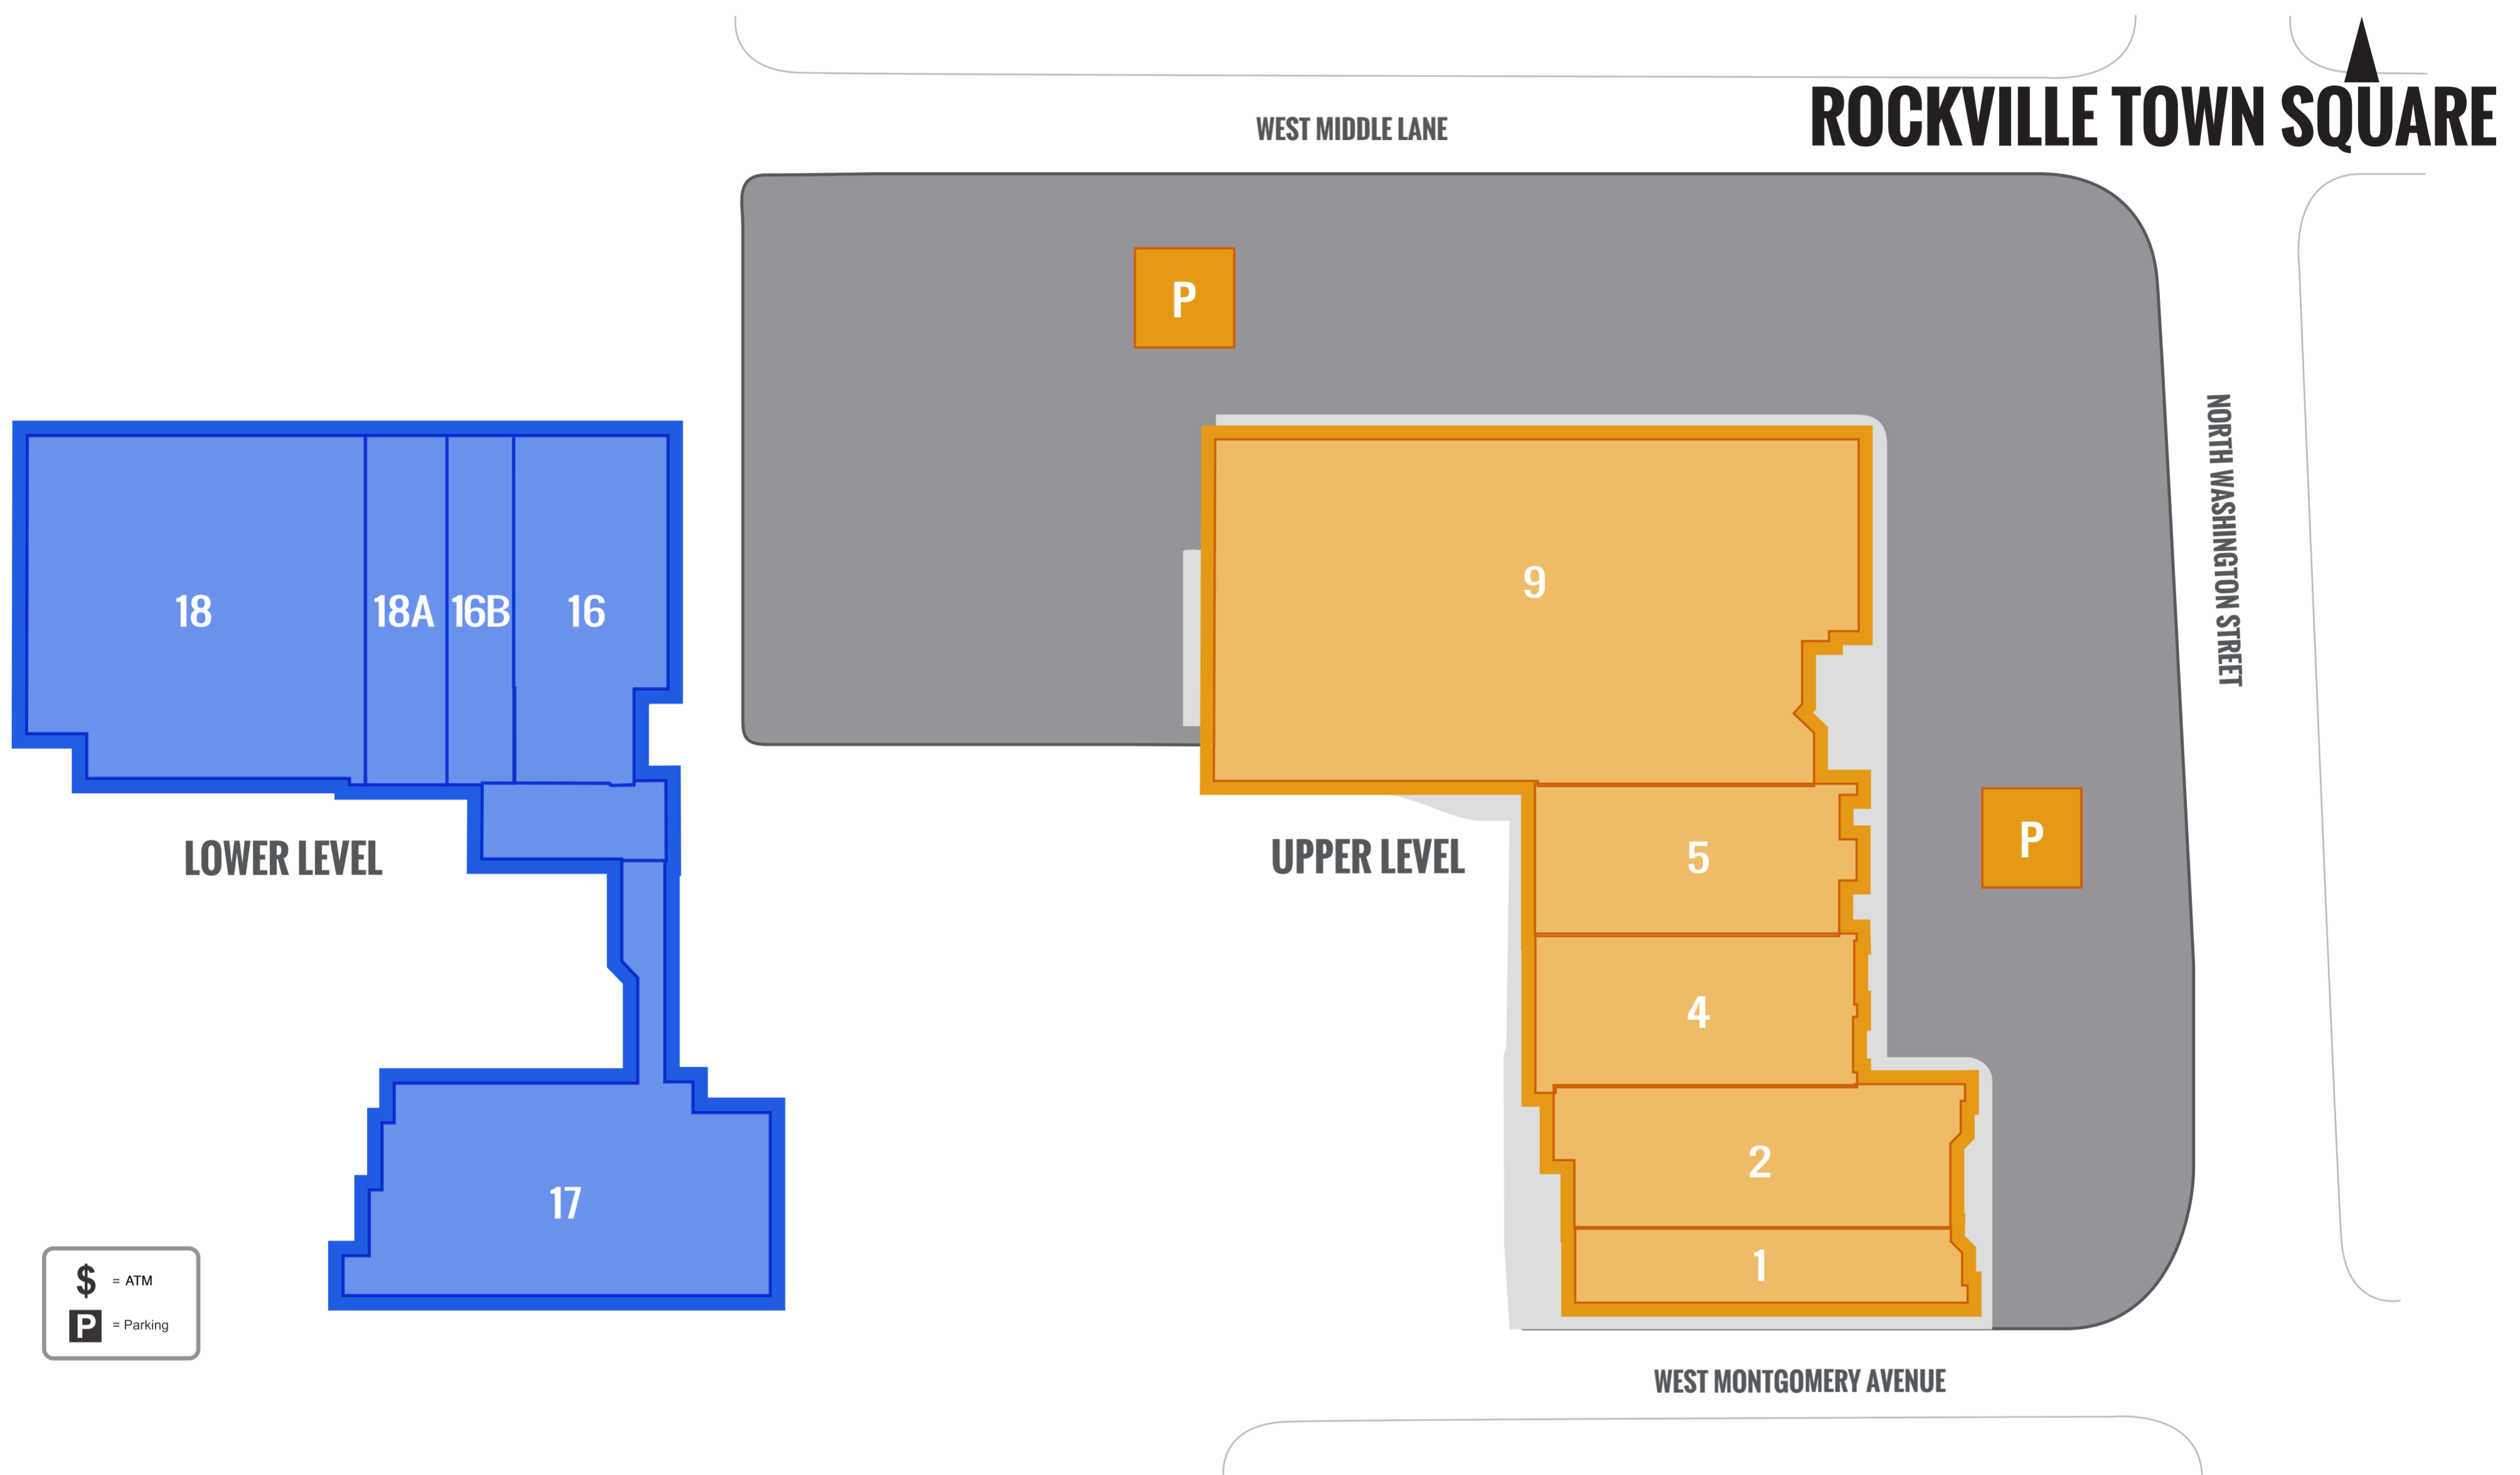 WEST MIDDLE LANE
ROCKVILLE TOWN SQUARE
P
NORTH WASHINGTON STREET
18
18A
16B
16
9
LOWER LEVEL
UPPER LEVEL
5
P
4
2
17
1
$ = ATM
P = Parking
WEST MONTGOMERY AVENUE